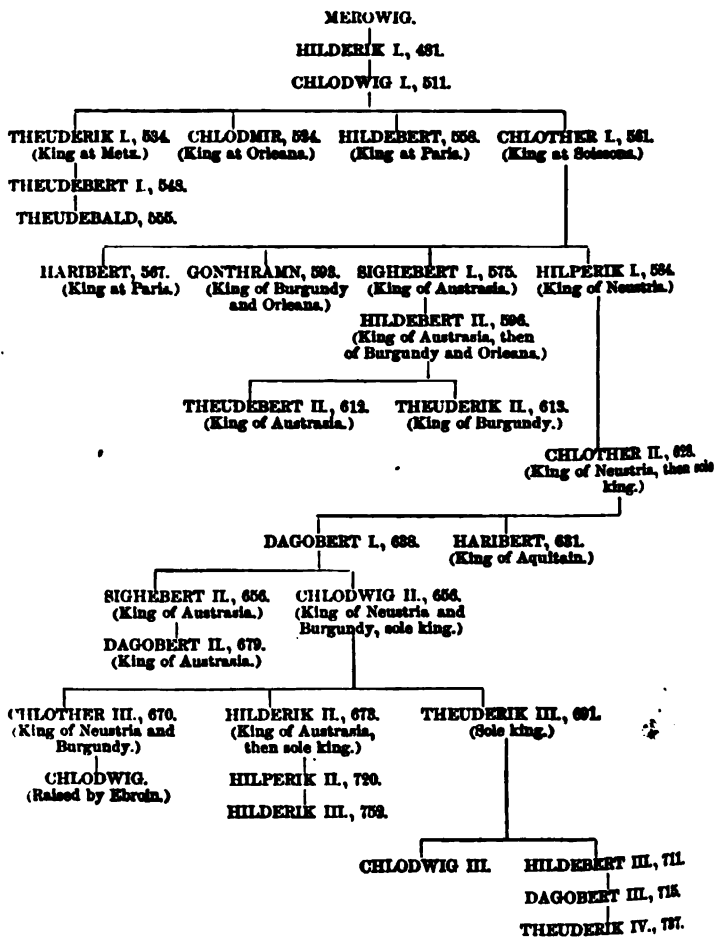 MEROWIG.
HILDERIK I., 481.
CHLODWIG I., 511.
THEUDERIK I., 534. CHLODMIR, 524. HILDEBERT, 558. CHLOTHER I., 561.
(King at Metz.) (King at Orleans.) (King at Paris.) (King at Soissons.)
THEUDEBERT I., 548.
THEUDEBALD, 555.
HARIBERT, 567. GONTHRAMN, 593. SIGHEBERT I., 575. HILPERIK I., 584.
(King at Paris.) (King of Burgundy (King of Austrasia.) (King of Neustria.)
and Orleans.)
HILDEBERT II., 596.
(King of Austrasia, then
of Burgundy and Orleans.)
THEUDEBERT II., 612. THEUDERIK II., 613.
(King of Austrasia.) (King of Burgundy.)
CHLOTHER II., 628.
(King of Neustria, then sole
king.)
DAGOBERT I., 638. HARIBERT, 631.
(King of Aquitain.)
SIGHEBERT II., 656. CHLODWIG II., 656.
(King of Austrasia.) (King of Neustria and
Burgundy, sole king.)
DAGOBERT II., 679.
(King of Austrasia.)
CHLOTHER III., 670. HILDERIK II., 673. THEUDERIK III., 691.
(King of Neustria and (King of Austrasia, (Sole king.)
Burgundy.) then sole king.)
CHLODWIG. HILPERIK II., 720.
(Raised by Ebroin.)
HILDERIK III., 752.
CHLODWIG III. HILDEBERT III., 711.
DAGOBERT III., 715.
THEUDERIK IV., 737.